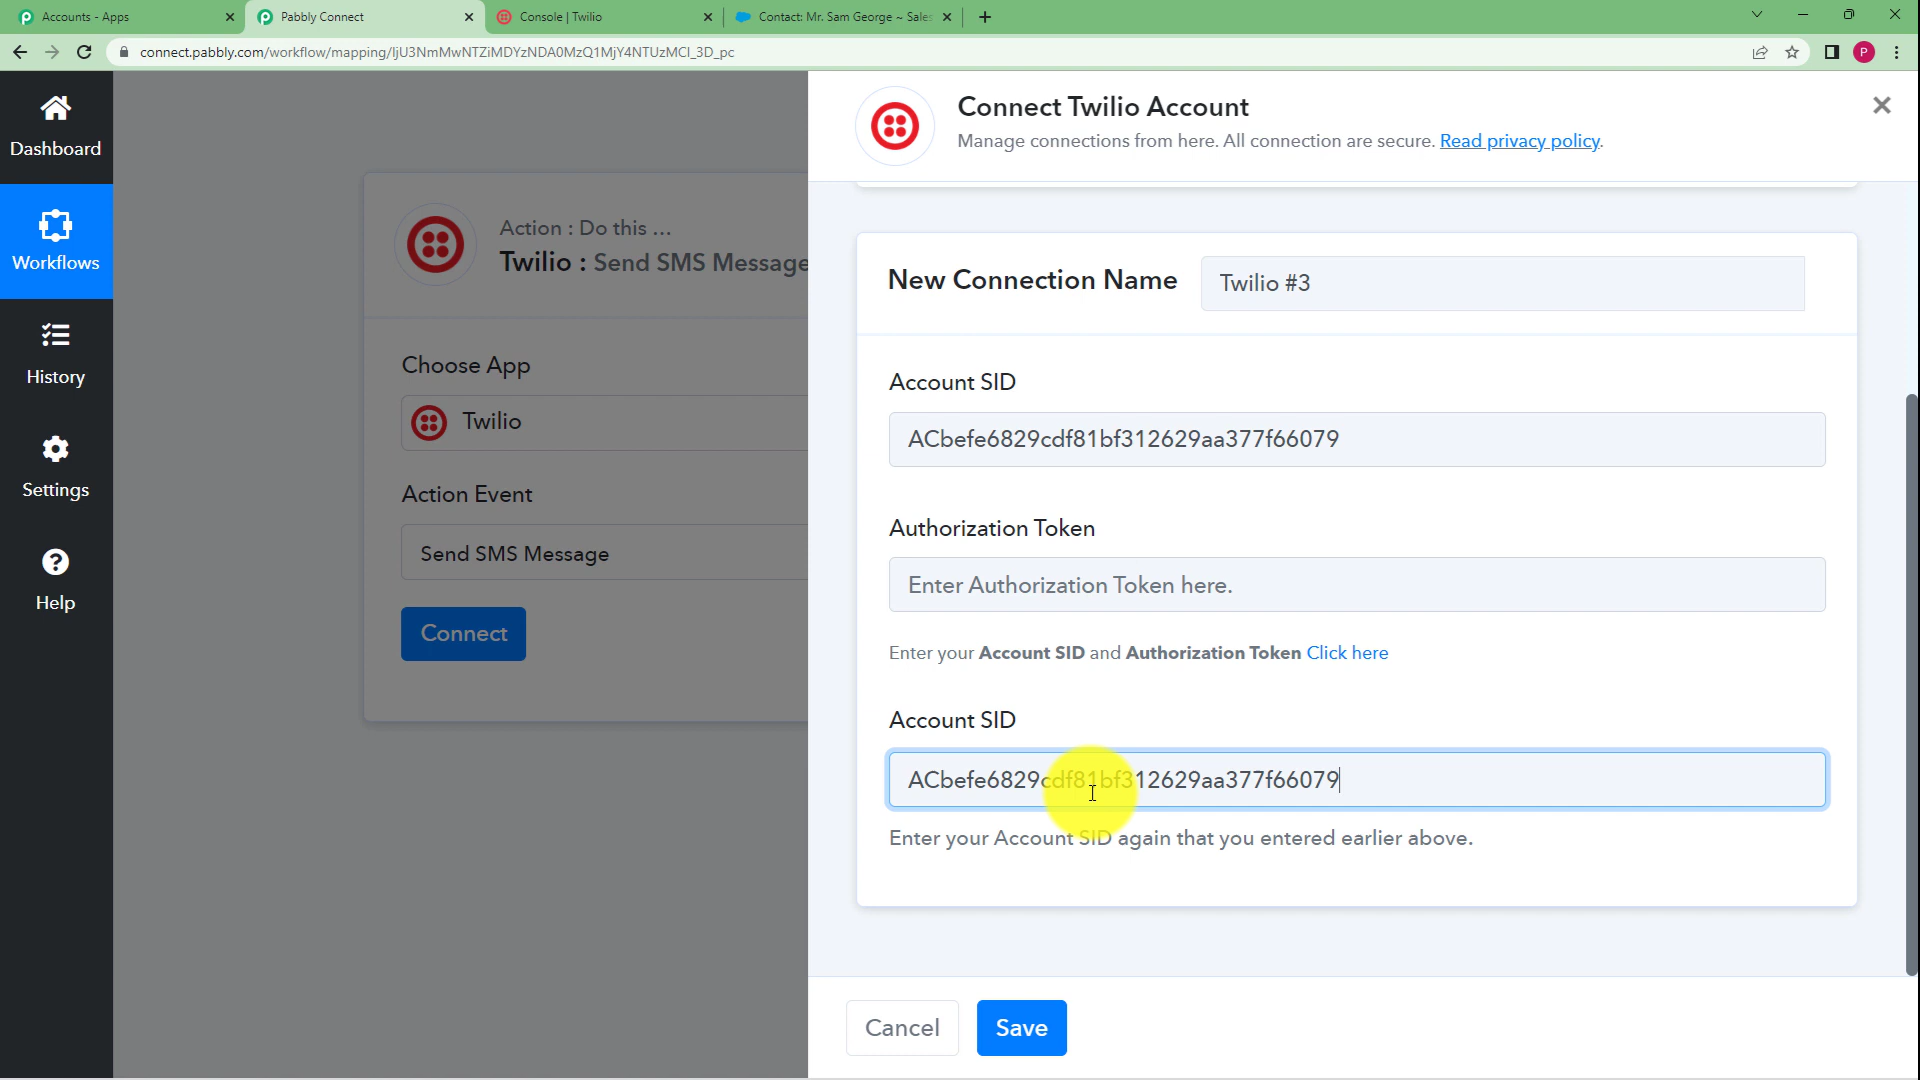 Accounts - Apps
Pabbly Connect
Console | Twilio
Contact: Mr. Sam George ~ Sales
connect.pabbly.com/workflow/mapping/IjU3NmMwNTZiMDYzNDA0MzQ1MjY4NTUzMCI_3D_pc
P
Dashboard
Workflows
History
Settings
Help
Action : Do this ...
Twilio : Send SMS Message
Choose App
Twilio
Action Event
Send SMS Message
Connect
Connect Twilio Account
Manage connections from here. All connection are secure. Read privacy policy.
New Connection Name
Twilio #3
Account SID
ACbefe6829cdf81bf312629aa377f66079
Authorization Token
Enter Authorization Token here.
Enter your Account SID and Authorization Token Click here
Account SID
ACbefe6829cdf81bf312629aa377f66079
Enter your Account SID again that you entered earlier above.
Cancel
Save